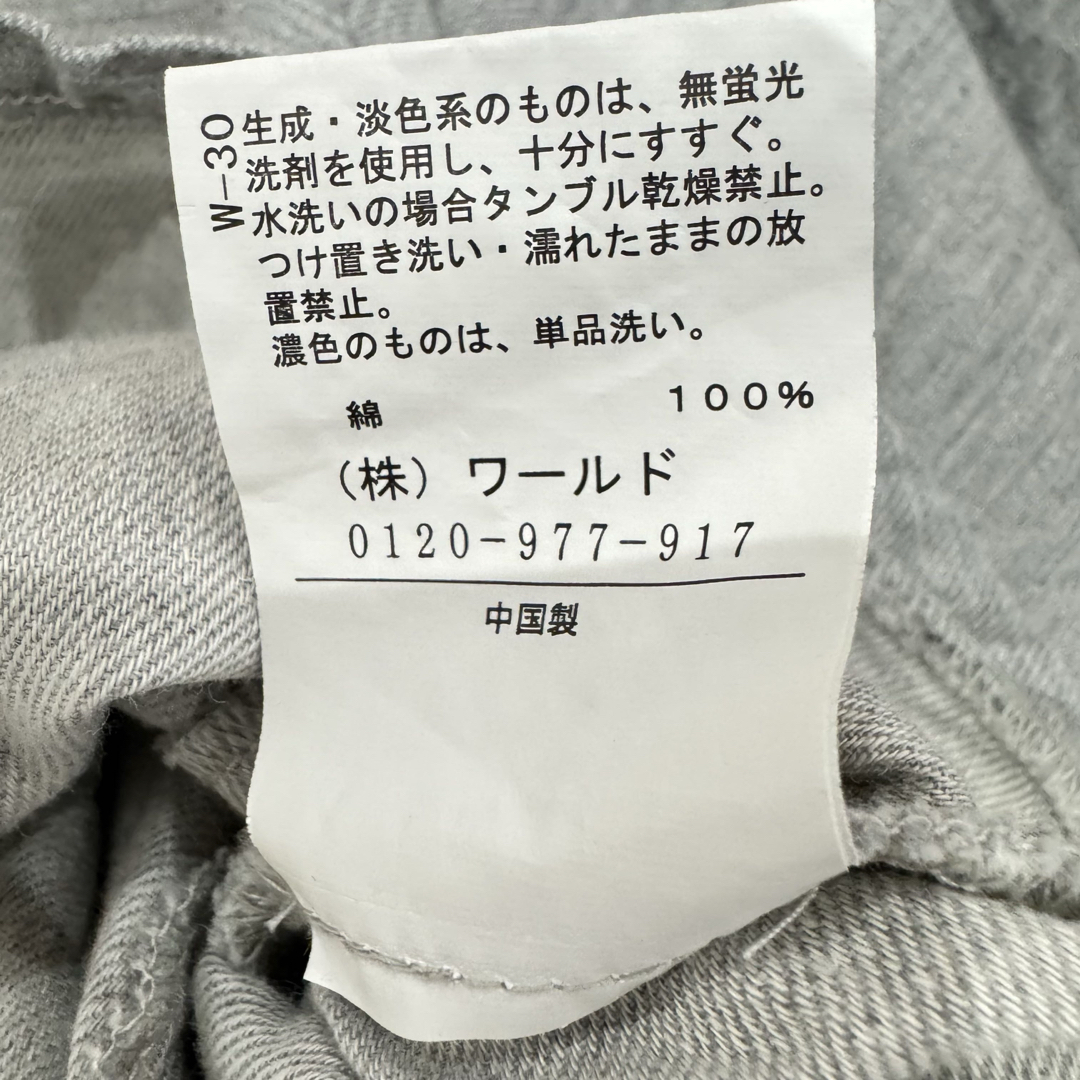 W-30
生成・淡色系のものは、無蛍光
洗剤を使用し、十分にすすぐ。
水洗いの場合タンブル乾燥禁止。
つけ置き洗い・濡れたままの放
置禁止。
濃色のものは、単品洗い。
綿 100%
(株) ワールド
0120-977-917
中国製